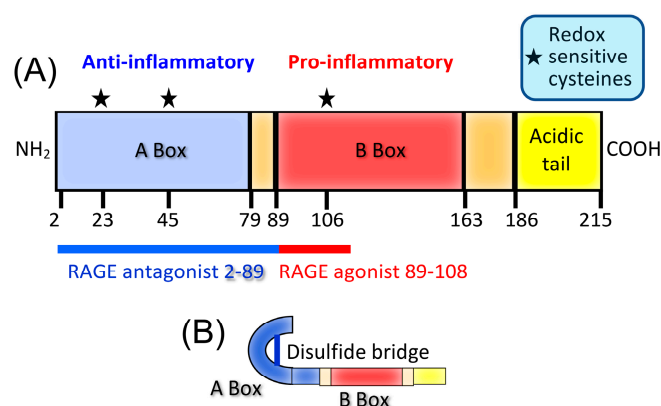 Redox
sensitive
cysteines
(A)
Anti-inflammatory
Pro-inflammatory
NH2
A Box
B Box
Acidic
tail
COOH
2 23 45 79 89 106 163 186 215
RAGE antagonist 2-89
RAGE agonist 89-108
(B)
Disulfide bridge
A Box
B Box